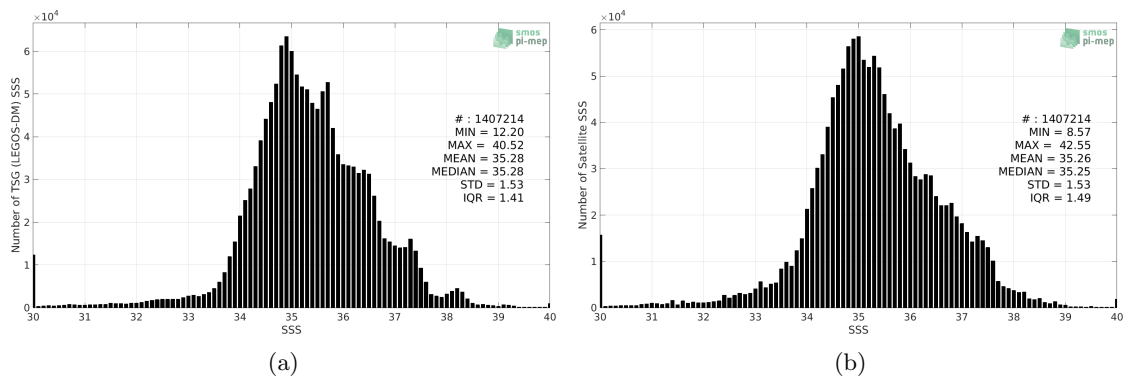 ×10⁴
smos
pi-mep
Number of TSG (LEGOS-DM) SSS
6
5
4
3
2
1
0
# : 1407214
MIN = 12.20
MAX = 40.52
MEAN = 35.28
MEDIAN = 35.28
STD = 1.53
IQR = 1.41
30 31 32 33 34 35 36 37 38 39 40
SSS
(a)
×10⁴
smos
pi-mep
Number of Satellite SSS
6
5
4
3
2
1
0
# : 1407214
MIN = 8.57
MAX = 42.55
MEAN = 35.26
MEDIAN = 35.25
STD = 1.53
IQR = 1.49
30 31 32 33 34 35 36 37 38 39 40
SSS
(b)